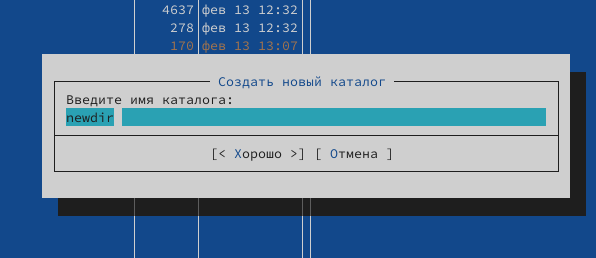 4637 фев 13 12:32
278 фев 13 12:32
170 фев 13 13:07
Создать новый каталог
Введите имя каталога:
newdir
[< Хорошо >] [ Отмена ]